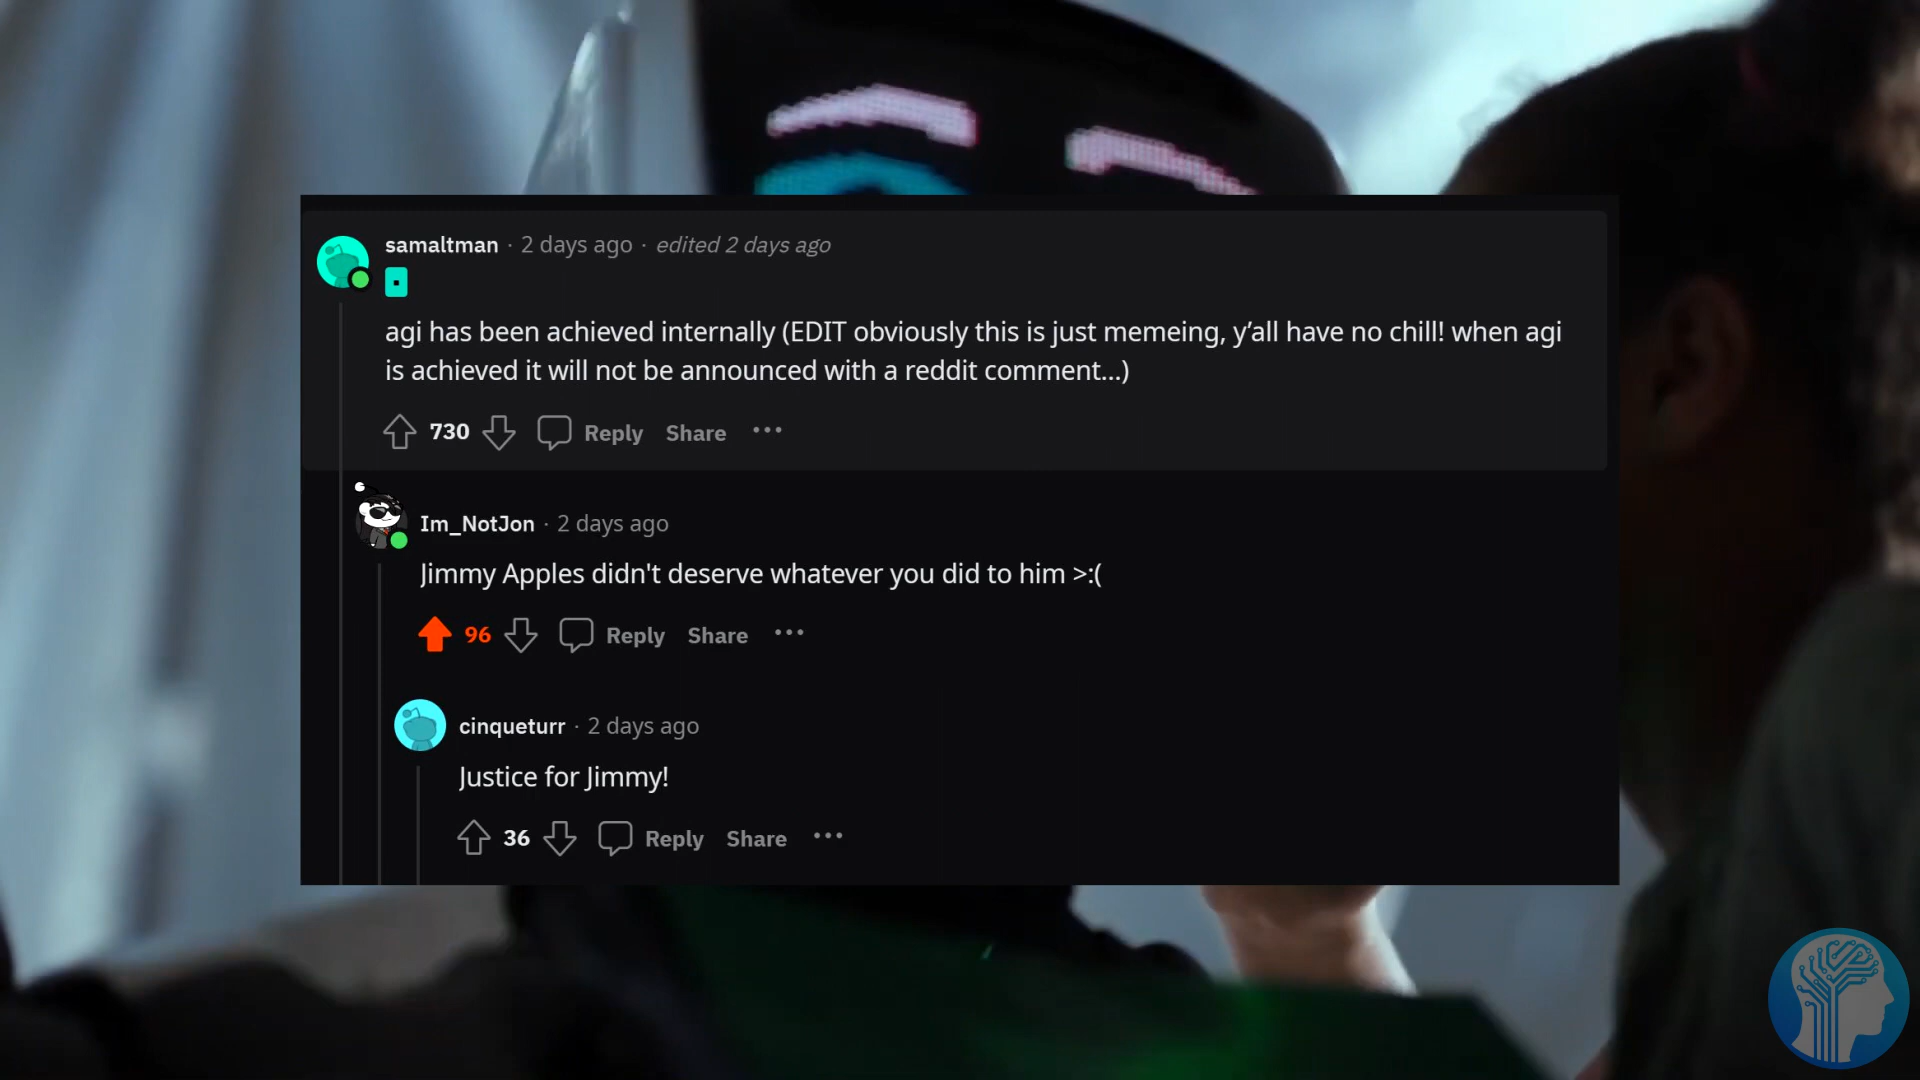 samaltman · 2 days ago · edited 2 days ago
agi has been achieved internally (EDIT obviously this is just memeing, y’all have no chill! when agi
is achieved it will not be announced with a reddit comment...)
730 Reply Share ...
Im_NotJon · 2 days ago
Jimmy Apples didn't deserve whatever you did to him >:(
96 Reply Share ...
cinqueturr · 2 days ago
Justice for Jimmy!
36 Reply Share ...